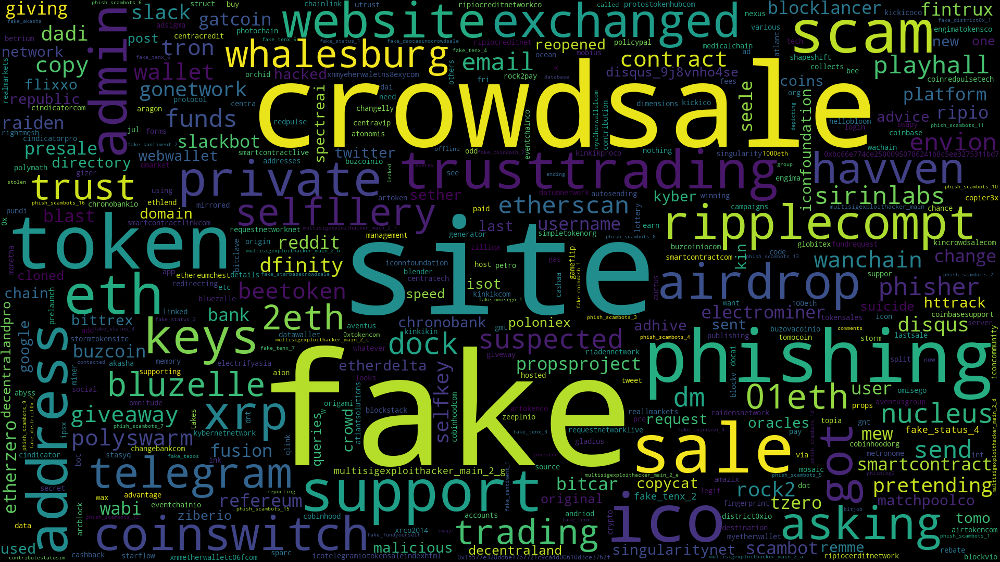 giving
phish_scambots_6
struct
buy
chainlink
utrust
ripiocreditnetworkco
called
protostokenhubcom
nexus
various
blocklancer
kickicoco
fintrux
fake_akasha
slack
adsigma
gatcoin
photochain
website
exchanged
scam
fake_district0x_1
engimatokensco
betrium
dadi
post
centracredit
fake_tenx_5
fake_status_1
fake_daocasinocrowdsale
ripiocreditnet
reopened
policypal
medicalchain
ad
atlant
tech
new
one
network
admin
fake_tenx_6
tron
whalesburg
fake_tenx_4
email
ocean
mobius
contract
shapeshift
collects
bee
playhall
copy
wallet
orchid
hacked
xnmyeherwaletns8exycom
others
fri
rock2pay
x
database
disqus_9j8vnho4se
fees
coins
coinredpulsetech
realmarkets
flixxo
gonetwork
protocol
centra
crowdsale
dai
need
dimensions
kickico
seele
org
platform
republic
cindicatorcom
aragon
funds
redpulse
spectreai
changelly
centravip
atonomis
eventchainco
myelherwallelcom
contribution
depicting
iconfoundation
hellobloom
login
advice
swapy
ripio
phish_scambots_11
raiden
rightmesh
cindicatorpro
jul
forms
fake_santiment_2
slackbot
smartcontractlive
addresses
twitter
buzcoinio
offline
odd
fake_coindash_2
kinkikproco
nothing
singularity
1000eth
wachain
coinbase
envion
0xbc66e774ce25000950786241b8c5ee3275311bd7
presale
directory
webwallet
dmarket
polymath
gizer
stolen
trust
using
private
leaked
everex
see
ending
trusttrading
group
engima
havven
phish_scambots_10
phish_scambots_16
chronobankio
ethlend
mirrored
artoken
sether
datumnetwork
autosending
kyber
winning
sirinlabs
copier3x
0x
pundi
blast
domain
smartcontractlinkcom
selfllery
multisigexploithacker_main_2_f
paid
last
etherscan
username
lottery
campaigns
earn
multisigexploithacker_main
chance
token
requestnetworknet
origin
reddit
management
generator
zilliqa
simpletokenorg
phish_scambots_8
buzcoiniocom
ripplecompt
globitex
fundrequest
kincrowdsalecom
monetha
bitclave
multisigexploithacker_main_2_b
dfinity
iconnfoundation
host
petro
gas
gameflip
smartcontractcom
kin
phish_scambots_13
code
wanchain
change
cloned
app
ethereumchest
details
fake_starbasecrowdsale
blender
centratech
site
fake_coindash_1
airdrop
suppor
phish_scambots_2
chain
eth
redirecting
etc
beetoken
speed
isot
kinkikcom
fake_omisego_1
cashaa
auctus
want
100eth
phisher
prelaunch
bluezelle
linked
keys
bank
2eth
chronobank
gmt
poloniex
phish_scambots_3
electrominer
tokensales
suicide
icon
httrack
coinbasesupport
bittrex
fake_status_2
add
fake_status_3
aventus
kinkikin
adhive
sent
buzovacoinio
comments
disqus
server
google
stormtokensite
datawallet
0xtokencom
multisigexploithacker_main_2_c
fake_tenx_7
whatever
dock
suspected
giveway
riadennetwork
phish_scambots_4
publishing
tomocoin
storm
lastsale
iconcommunity
decentralandpro
address
buzcoin
contacted
memory
akasha
electrifyasia
supporting
aion
fake
etherdelta
propsproject
phishing
docai
blockv
split
now
miner
abyss
social
bluzelle
looks
hosted
tweet
dm
01eth
user
omisego
phish_scambots_9
fake_district0x_2
omnitude
giveaway
takes
xrp
dnt
origami
w
atlantsolutions
blockstack
selfkey
artokenco
zeeplnio
reallmarkets
pre
request
raidensnetwork
props
aventusgroup
nucleus
multisigexploithacker_main_2_d
etherzero
ipsx
phish_scambots_7
kybernetnetwork
queries
crowd
cobinhoodcom
fake_tenx_3
requestnetworklive
fake_coindash_3
oracles
phish_scambots_14
topia
gnt
pay
mew
fake_status_4
polyswarm
changebankcom
qlink
gladius
cobinhoodorg
cindicator
bot
stasyq
fake_tezos
fusion
ink
investor
sale
via
got
metronome
send
int
telegram
multisigexploithacker_main_2_g
source
multisigexploithacker_main_2_e
mosaic
smartcontract
secret
advantage
reporting
support
fake_santiment_1
bitcar
copycat
amazix
phish_scambots_5
phishing2
wax
refereum
original
fake_tenx_2
legit
rock2
dot
pretending
wabi
eventchainio
phish_scambots_15
fingerprint
tzero
matchpoolco
arcblock
phish_scambots_12
ziberio
cobinhood
accounts
andriod
fake_tenx_1
crypto
ico
district0xio
bitjob
data
coinswitch
xrco2014
image
trading
destination
myetherwallet
asking
tomo
airtokencom
used
fake_fundyourself
malicious
decentraland
singularitynet
scambot
remme
phish_scambots_1
rebate
contributestatusim
cashback
starflow
xnmetherwalletc06fcom
sparc
icotelegramiotokensaleindexhtml
0x15577e328dd6e17b7721c9ca4d00610d3ce3762f
multisigexploithacker_main_2_a
ripiocerditnetwork
blockvio